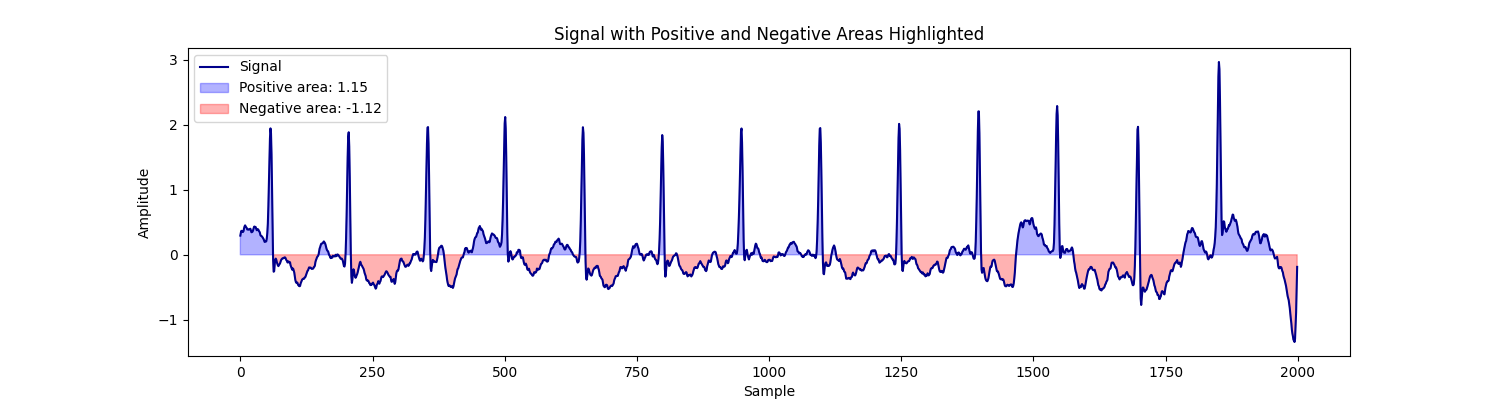 Signal with Positive and Negative Areas Highlighted
Signal
Positive area: 1.15
Negative area: -1.12
3
2
1
0
−1
Amplitude
0 250 500 750 1000 1250 1500 1750 2000
Sample